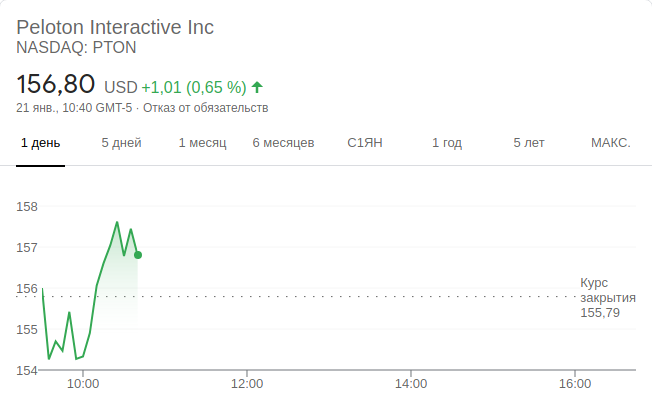 Peloton Interactive Inc
NASDAQ: PTON
156,80 USD +1,01 (0,65 %)
21 янв., 10:40 GMT-5 · Отказ от обязательств
1 день 5 дней 1 месяц 6 месяцев С1ЯН 1 год 5 лет МАКС.
158
157
156
155
154
Курс
закрытия
155,79
10:00 12:00 14:00 16:00